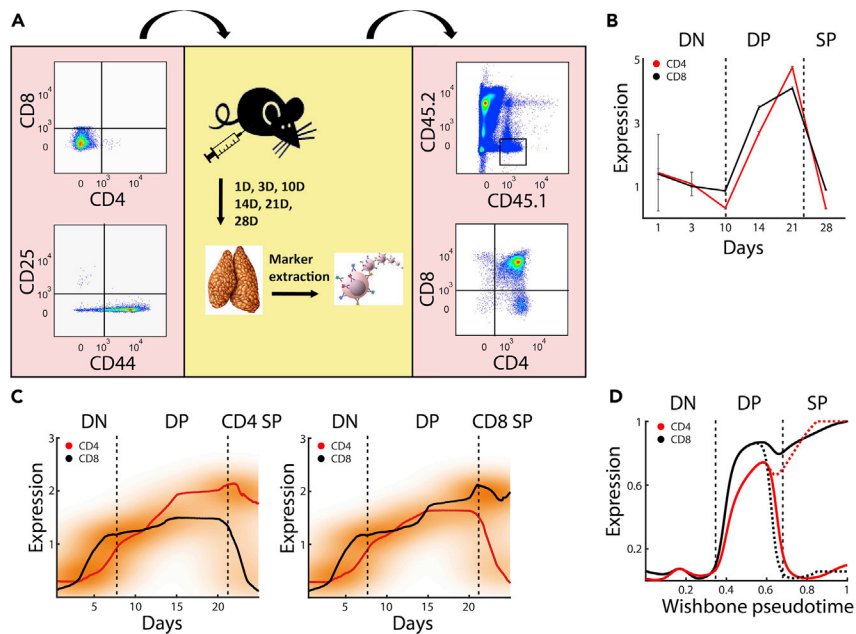 A
CD8
10^4
10^3
0
0
10^3
10^4
CD4
CD25
10^4
10^3
0
0
10^3
10^4
CD44
1D, 3D, 10D
14D, 21D,
28D
Marker
extraction
CD45.2
10^4
10^3
0
0
10^3
10^4
CD45.1
CD8
10^4
10^3
0
0
10^3
10^4
CD4
B
DN DP SP
CD4
CD8
Expression
5
3
1
1 3 10 14 21 28
Days
C
DN DP CD4 SP
CD4
CD8
Expression
3
2
1
5 10 15 20
Days
DN DP CD8 SP
CD4
CD8
Expression
3
2
1
5 10 15 20
Days
D
DN DP SP
CD4
CD8
Expression
1
0.6
0.2
0.2 0.4 0.6 0.8 1
Wishbone pseudotime